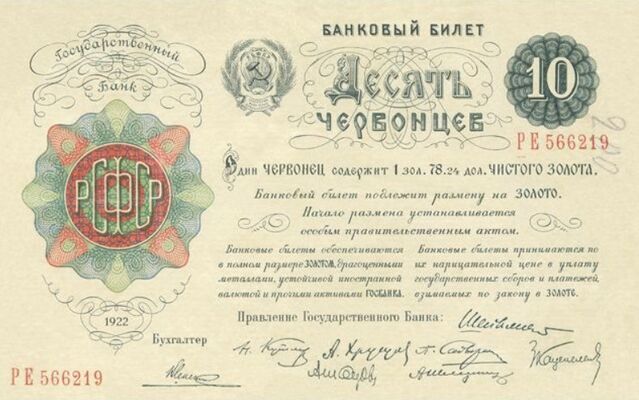 Государственный
Банк
БАНКОВЫЙ БИЛЕТ
Десять
ЧЕРВОНЦЕВ
10
РЕ 566219
Один ЧЕРВОНЕЦ содержит 1 зол. 78.24 дол. ЧИСТОГО ЗОЛОТА.
Банковый билет подлежит размену на ЗОЛОТО.
Начало размена устанавливается
особым правительственным актом.
Банковые билеты обеспечиваются
в полном размере ЗОЛОТОМ, драгоценными
металлами, устойчивой иностранной
валютой и прочими активами ГОСБАНКА.
Банковые билеты принимаются по
их нарицательной цене в уплату
государственных сборов и платежей,
взимаемых по закону в ЗОЛОТЕ.
РСФСР
1922
Правление Государственного Банка:
Бухгалтер
РЕ 566219